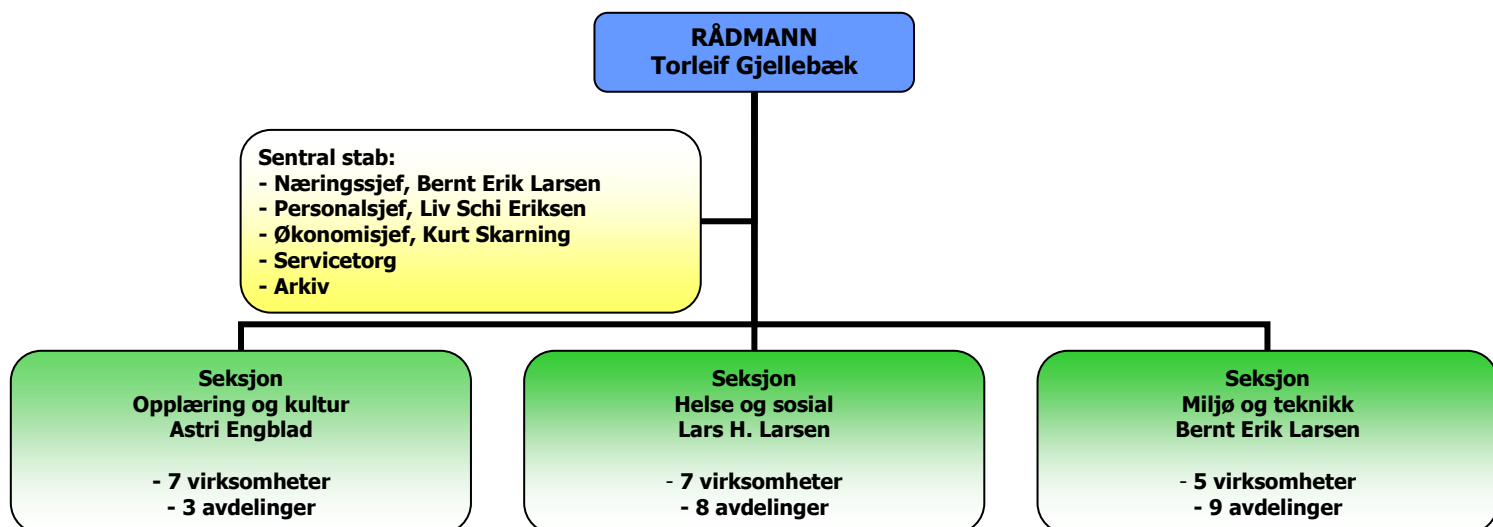 RÅDMANN
Torleif Gjellebæk
Sentral stab:
- Næringssjef, Bernt Erik Larsen
- Personalsjef, Liv Schi Eriksen
- Økonomisjef, Kurt Skarning
- Servicetorg
- Arkiv
Seksjon
Opplæring og kultur
Astri Engblad
- 7 virksomheter
- 3 avdelinger
Seksjon
Helse og sosial
Lars H. Larsen
- 7 virksomheter
- 8 avdelinger
Seksjon
Miljø og teknikk
Bernt Erik Larsen
- 5 virksomheter
- 9 avdelinger